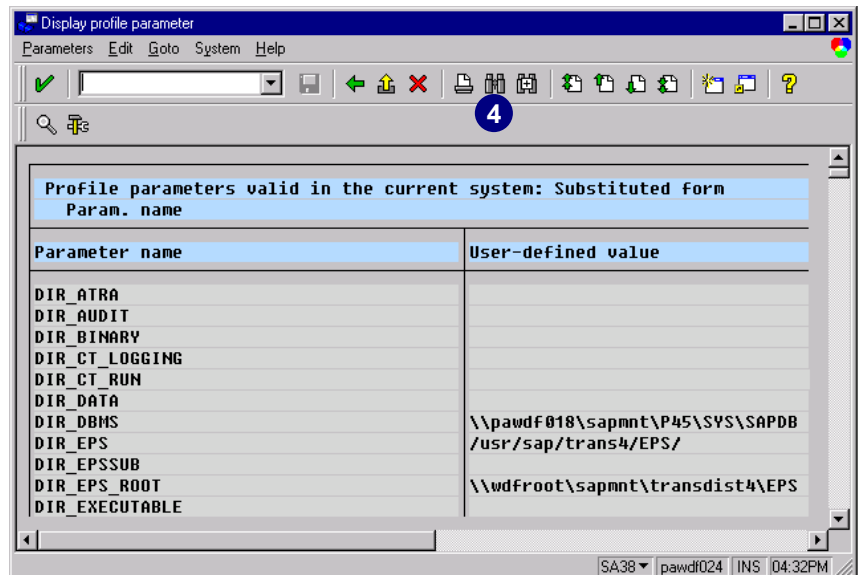 Display profile parameter
Parameters Edit Goto System Help
4
Profile parameters valid in the current system: Substituted form
Param. name
Parameter name User-defined value
DIR_ATRA
DIR_AUDIT
DIR_BINARY
DIR_CT_LOGGING
DIR_CT_RUN
DIR_DATA
DIR_DBMS \\pawdf018\sapmnt\P45\SYS\SAPDB
DIR_EPS /usr/sap/trans4/EPS/
DIR_EPSSUB
DIR_EPS_ROOT \\wdfroot\sapmnt\transdist4\EPS
DIR_EXECUTABLE
SA38 pawdf024 INS 04:32PM